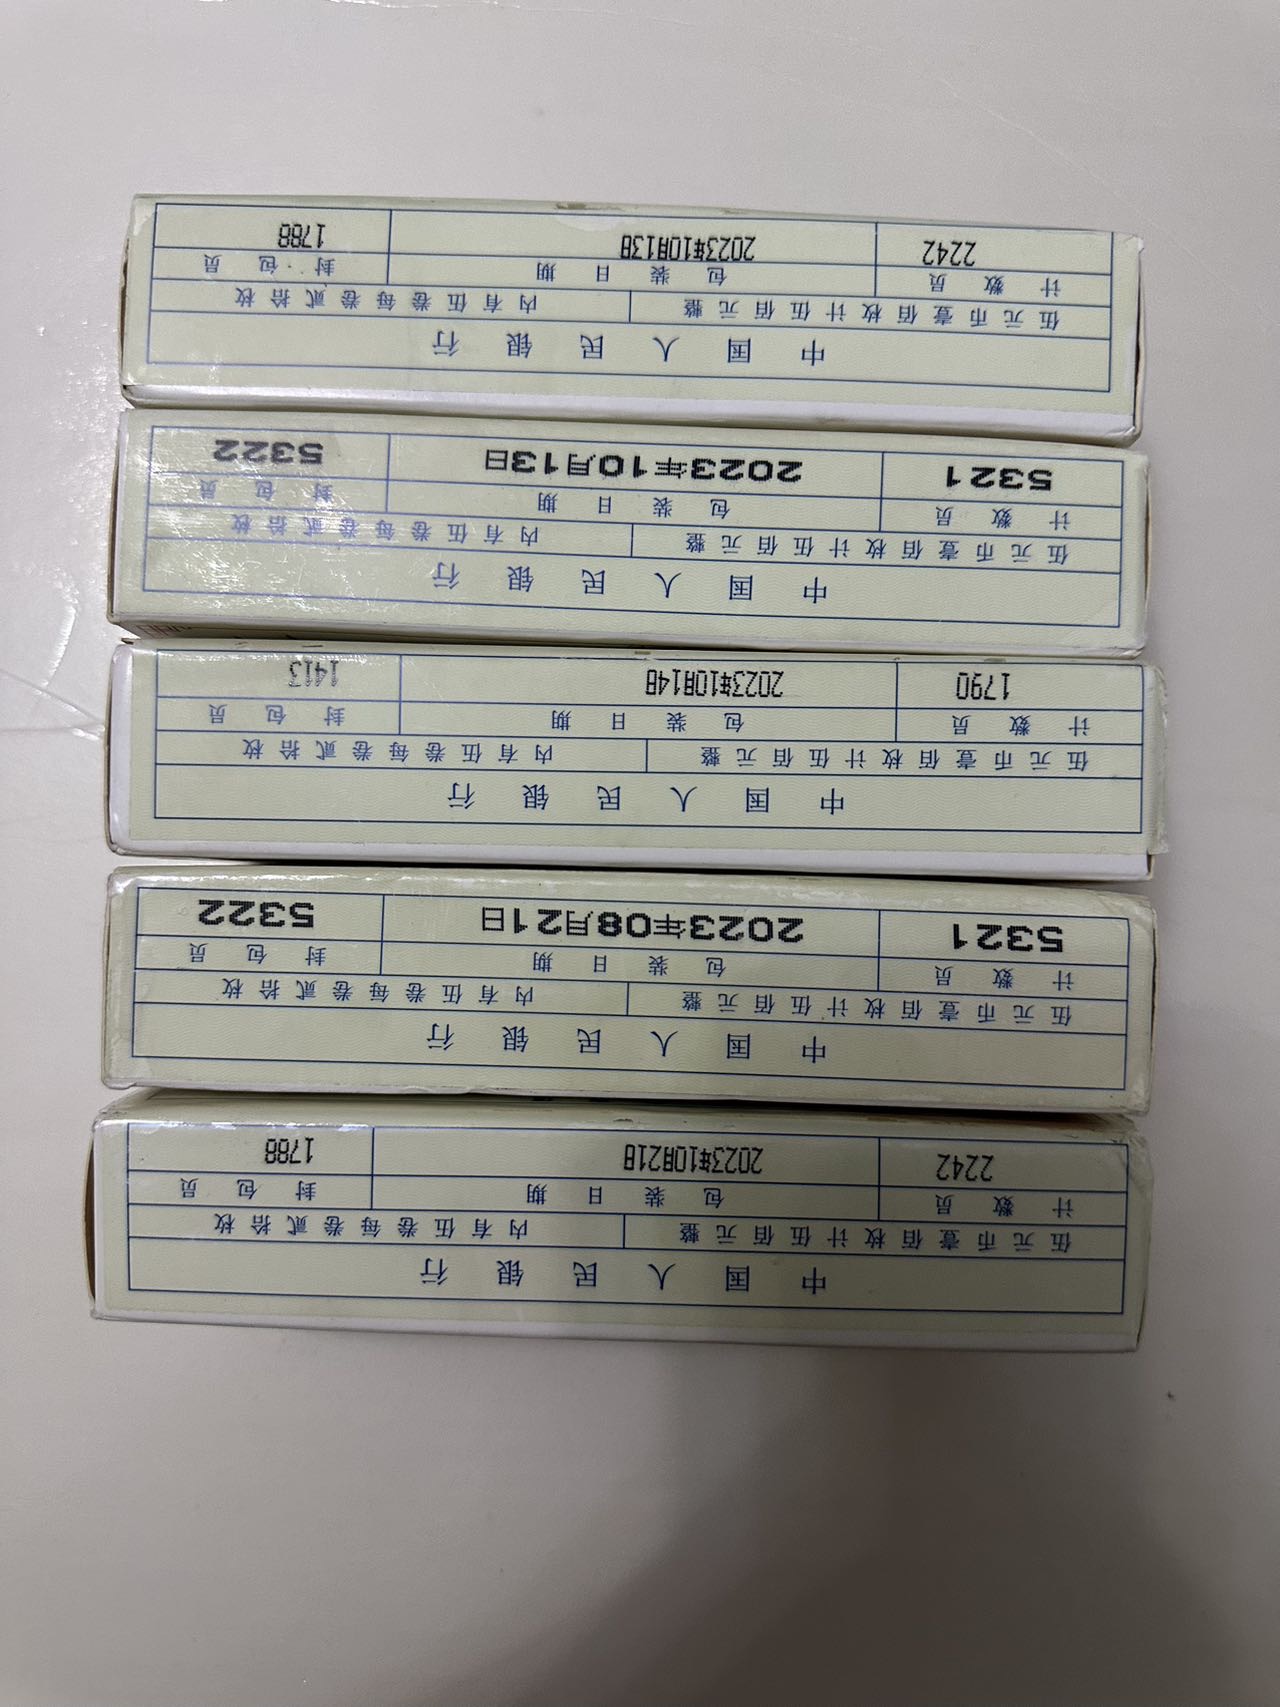 中国人民银行
伍元币壹佰枚计伍佰元整 内有伍卷每卷贰拾枚
计数员 包装日期 封包员
2242 2023年10月21日 1788
中国人民银行
伍元币壹佰枚计伍佰元整 内有伍卷每卷贰拾枚
计数员 包装日期 封包员
5321 2023年08月21日 5322
中国人民银行
伍元币壹佰枚计伍佰元整 内有伍卷每卷贰拾枚
计数员 包装日期 封包员
1790 2023年10月14日 1413
中国人民银行
伍元币壹佰枚计伍佰元整 内有伍卷每卷贰拾枚
计数员 包装日期 封包员
5321 2023年10月13日 5322
中国人民银行
伍元币壹佰枚计伍佰元整 内有伍卷每卷贰拾枚
计数员 包装日期 封包员
2242 2023年10月13日 1788